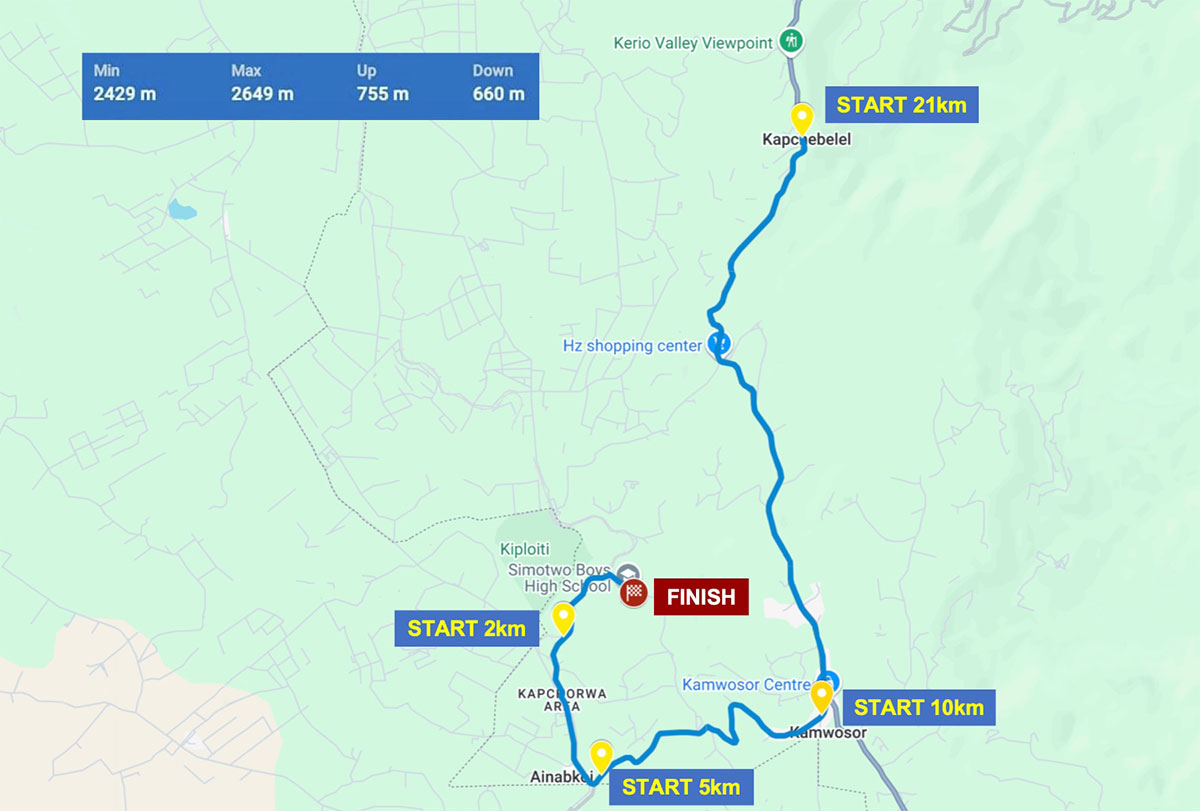 Kerio Valley Viewpoint
Min Max Up Down
2429 m 2649 m 755 m 660 m
START 21km
Kapchebelel
Hz shopping center
Kiploiti
Simotwo Boys
High School
FINISH
START 2km
Kamwosor Centre
KAPCHORWA
AREA
START 10km
Kamwosor
Ainabkoi
START 5km